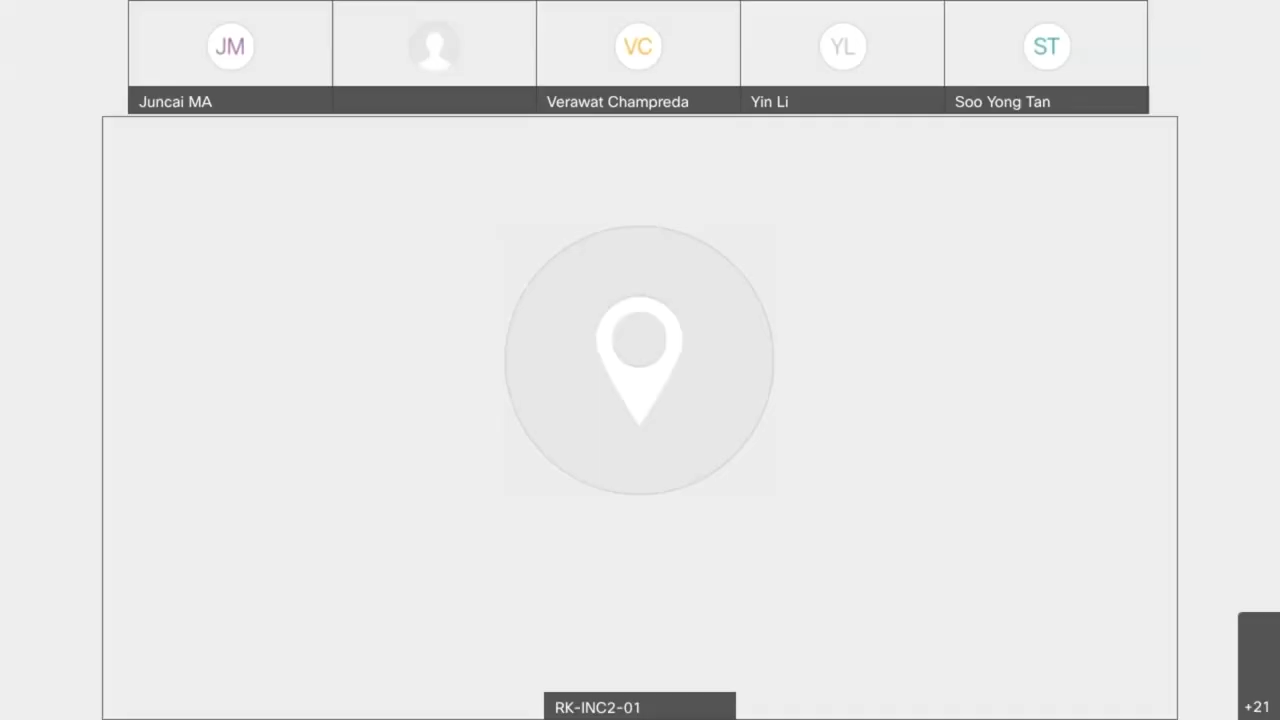 JM
VC
YL
ST
Juncai MA
Verawat Champreda
Yin Li
Soo Yong Tan
RK-INC2-01
+21